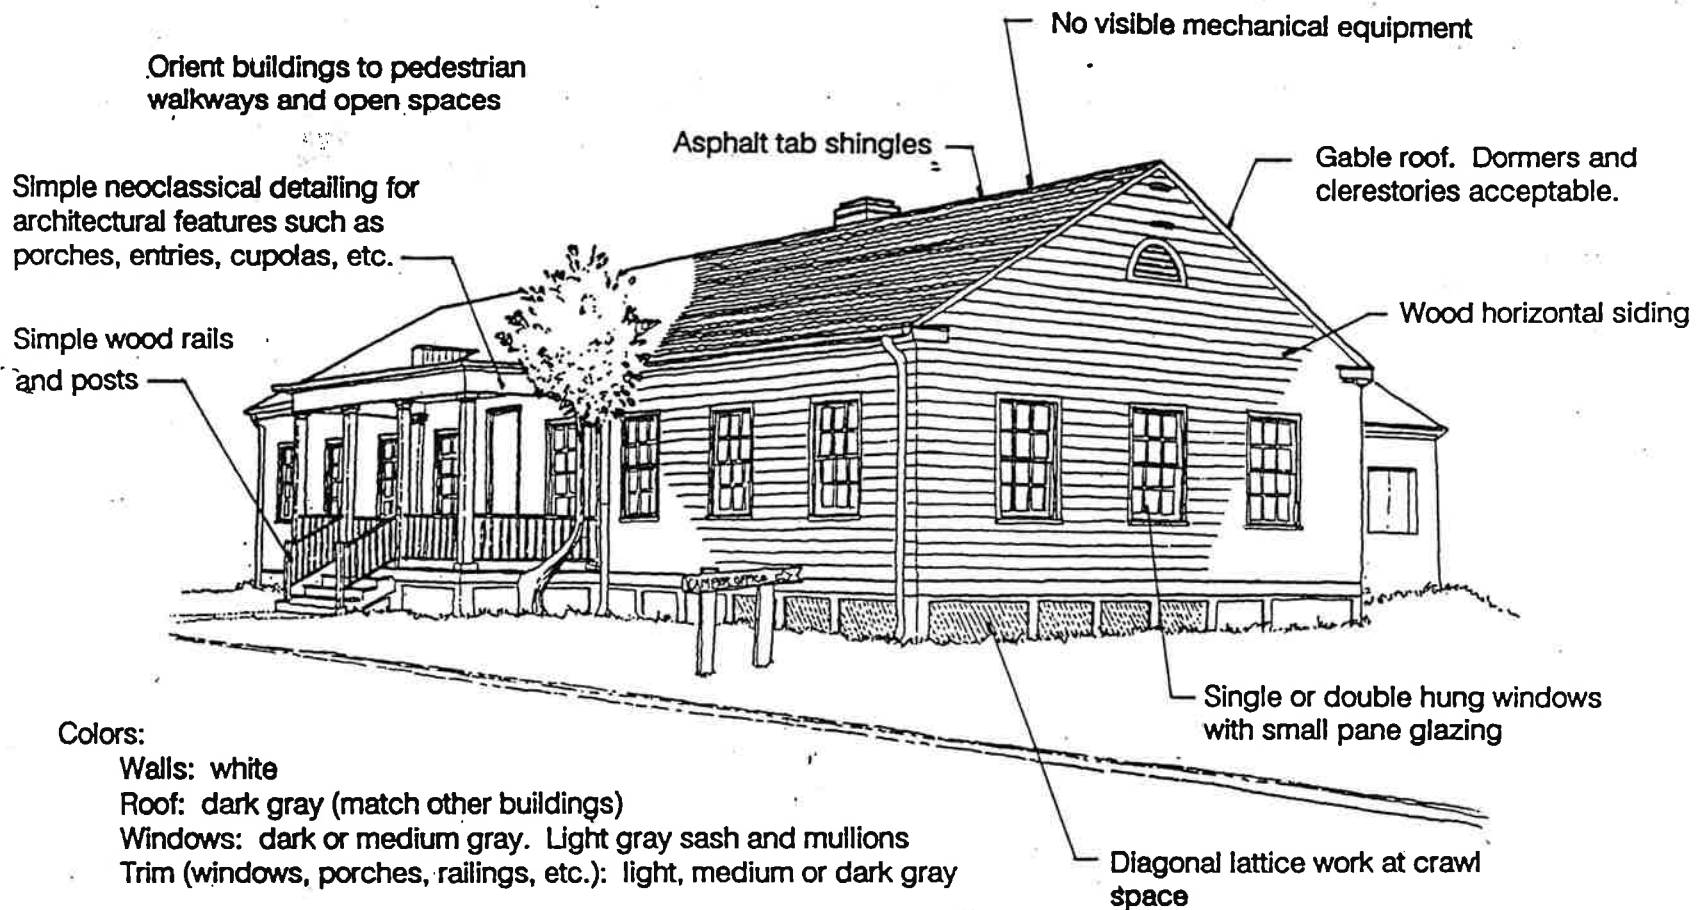 No visible mechanical equipment
Orient buildings to pedestrian
walkways and open spaces
Asphalt tab shingles
Gable roof. Dormers and
clerestories acceptable.
Simple neoclassical detailing for
architectural features such as
porches, entries, cupolas, etc.
Wood horizontal siding
Simple wood rails
and posts
CAMPER OFFICE
Single or double hung windows
with small pane glazing
Colors:
Walls: white
Roof: dark gray (match other buildings)
Windows: dark or medium gray. Light gray sash and mullions
Trim (windows, porches, railings, etc.): light, medium or dark gray
Diagonal lattice work at crawl
space